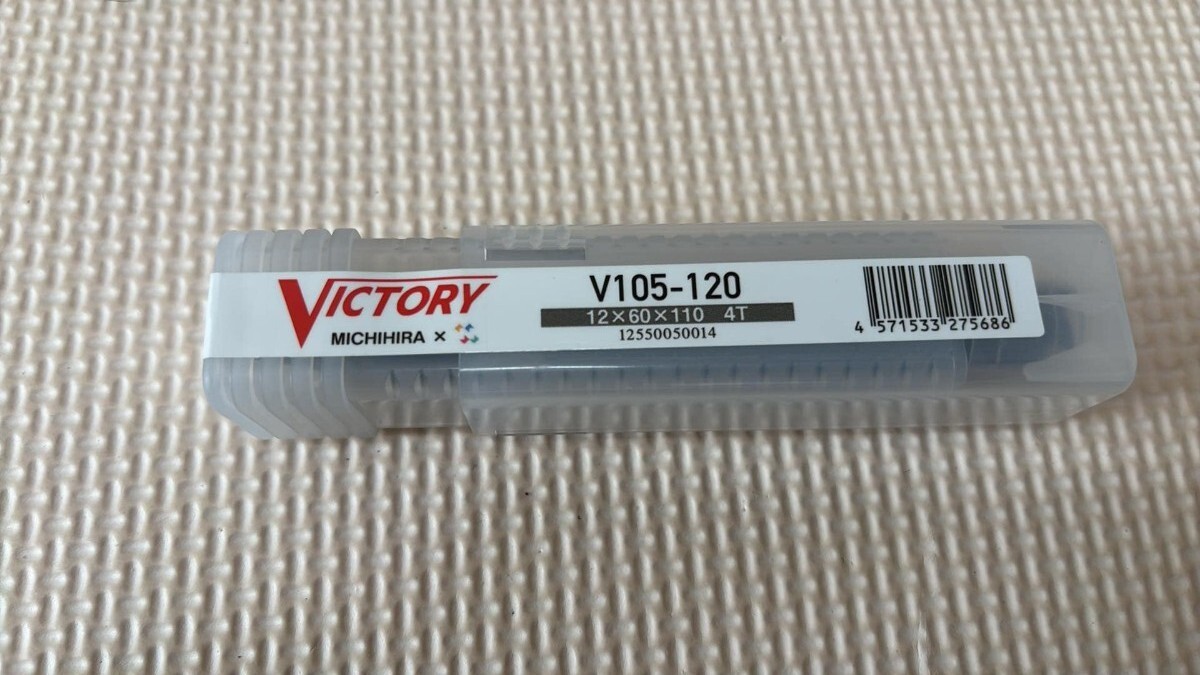 VICTORY
MICHIHIRA ×
V105-120
12×60×110 4T
12550050014
4 571533 275686